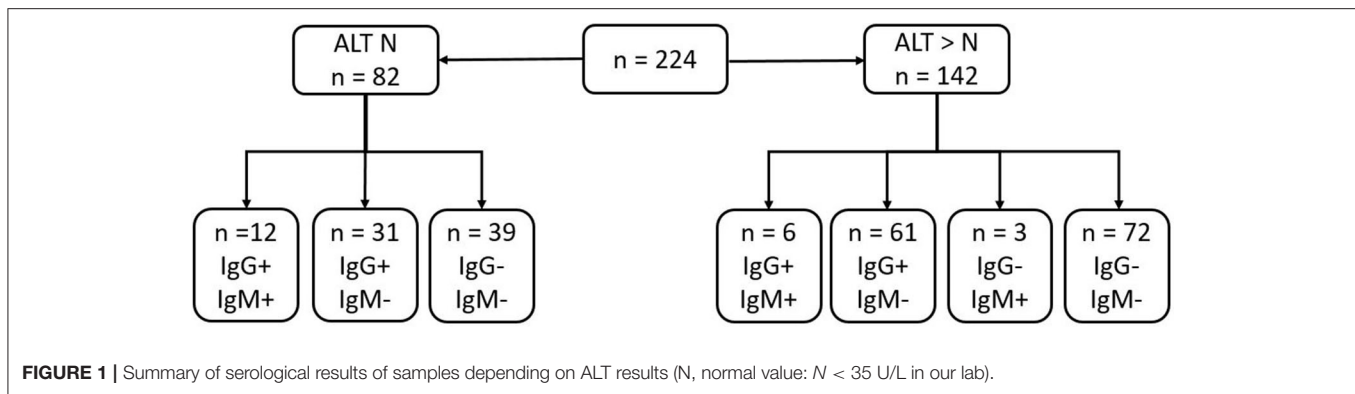 ALT N
n = 82
n = 224
ALT > N
n = 142
n =12
IgG+
IgM+
n = 31
IgG+
IgM-
n = 39
IgG-
IgM-
n = 6
IgG+
IgM+
n = 61
IgG+
IgM-
n = 3
IgG-
IgM+
n = 72
IgG-
IgM-
FIGURE 1 | Summary of serological results of samples depending on ALT results (N, normal value: N < 35 U/L in our lab).